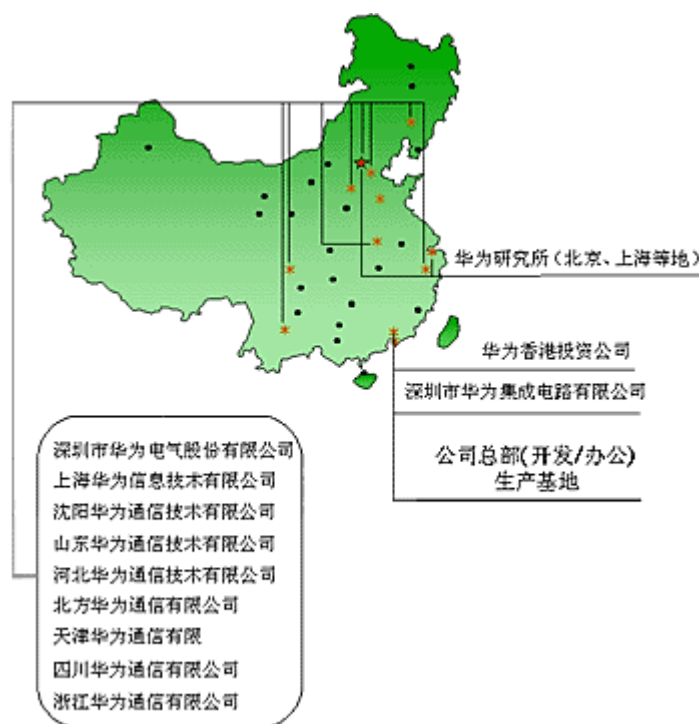 华为研究所(北京、上海等地)
华为香港投资公司
深圳市华为集成电路有限公司
公司总部(开发/办公)
生产基地
深圳市华为电气股份有限公司
上海华为信息技术有限公司
沈阳华为通信技术有限公司
山东华为通信技术有限公司
河北华为通信技术有限公司
北方华为通信有限公司
天津华为通信有限
四川华为通信有限公司
浙江华为通信有限公司